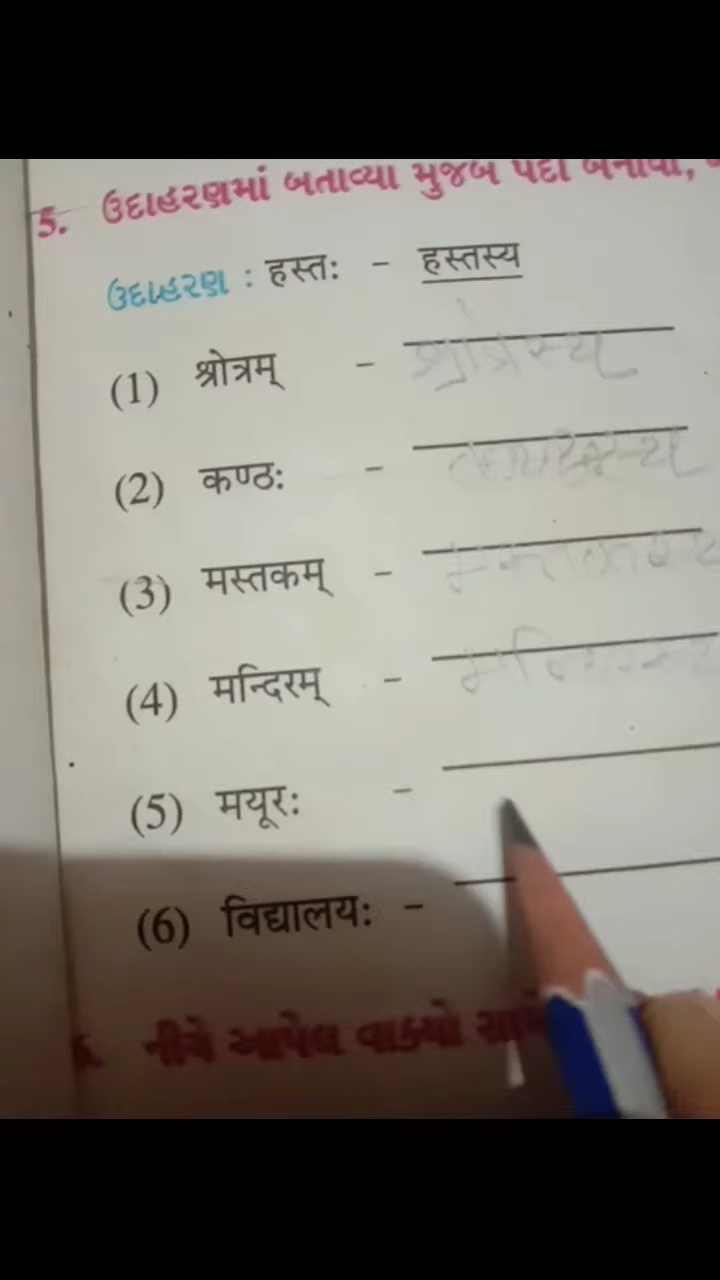 5. ઉદાહરણમાં બતાવ્યા મુજબ પદો બનાવો,
ઉદાહરણ : हस्तः - हस्तस्य
(1) श्रोत्रम् - श्रोत्रस्य
(2) कण्ठः -
(3) मस्तकम् -
(4) मन्दिरम् -
(5) मयूरः -
(6) विद्यालयः -
નીચે આપેલ વાક્યો